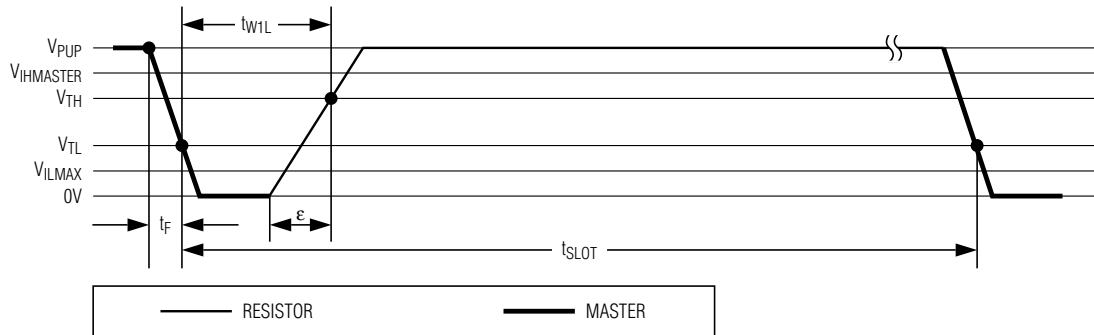 tW1L
VPUP
VIHMASTER
VTH
VTL
VILMAX
0V
tF
ε
tSLOT
RESISTOR
MASTER